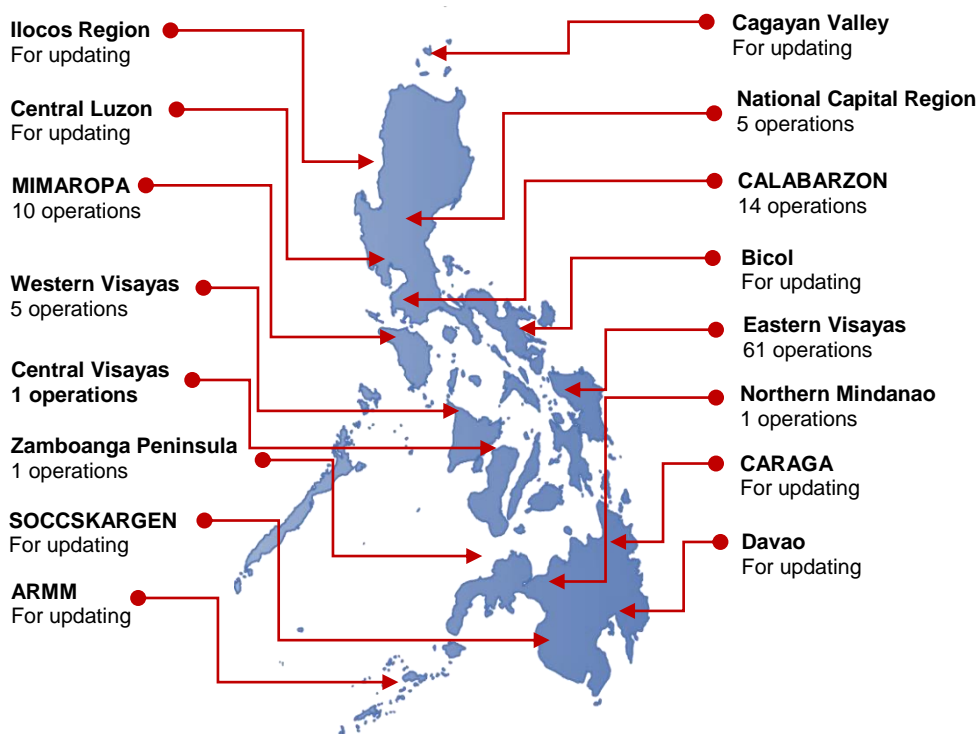 Ilocos Region
For updating
Central Luzon
For updating
MIMAROPA
10 operations
Western Visayas
5 operations
Central Visayas
1 operations
Zamboanga Peninsula
1 operations
SOCCSKARGEN
For updating
ARMM
For updating
Cagayan Valley
For updating
National Capital Region
5 operations
CALABARZON
14 operations
Bicol
For updating
Eastern Visayas
61 operations
Northern Mindanao
1 operations
CARAGA
For updating
Davao
For updating